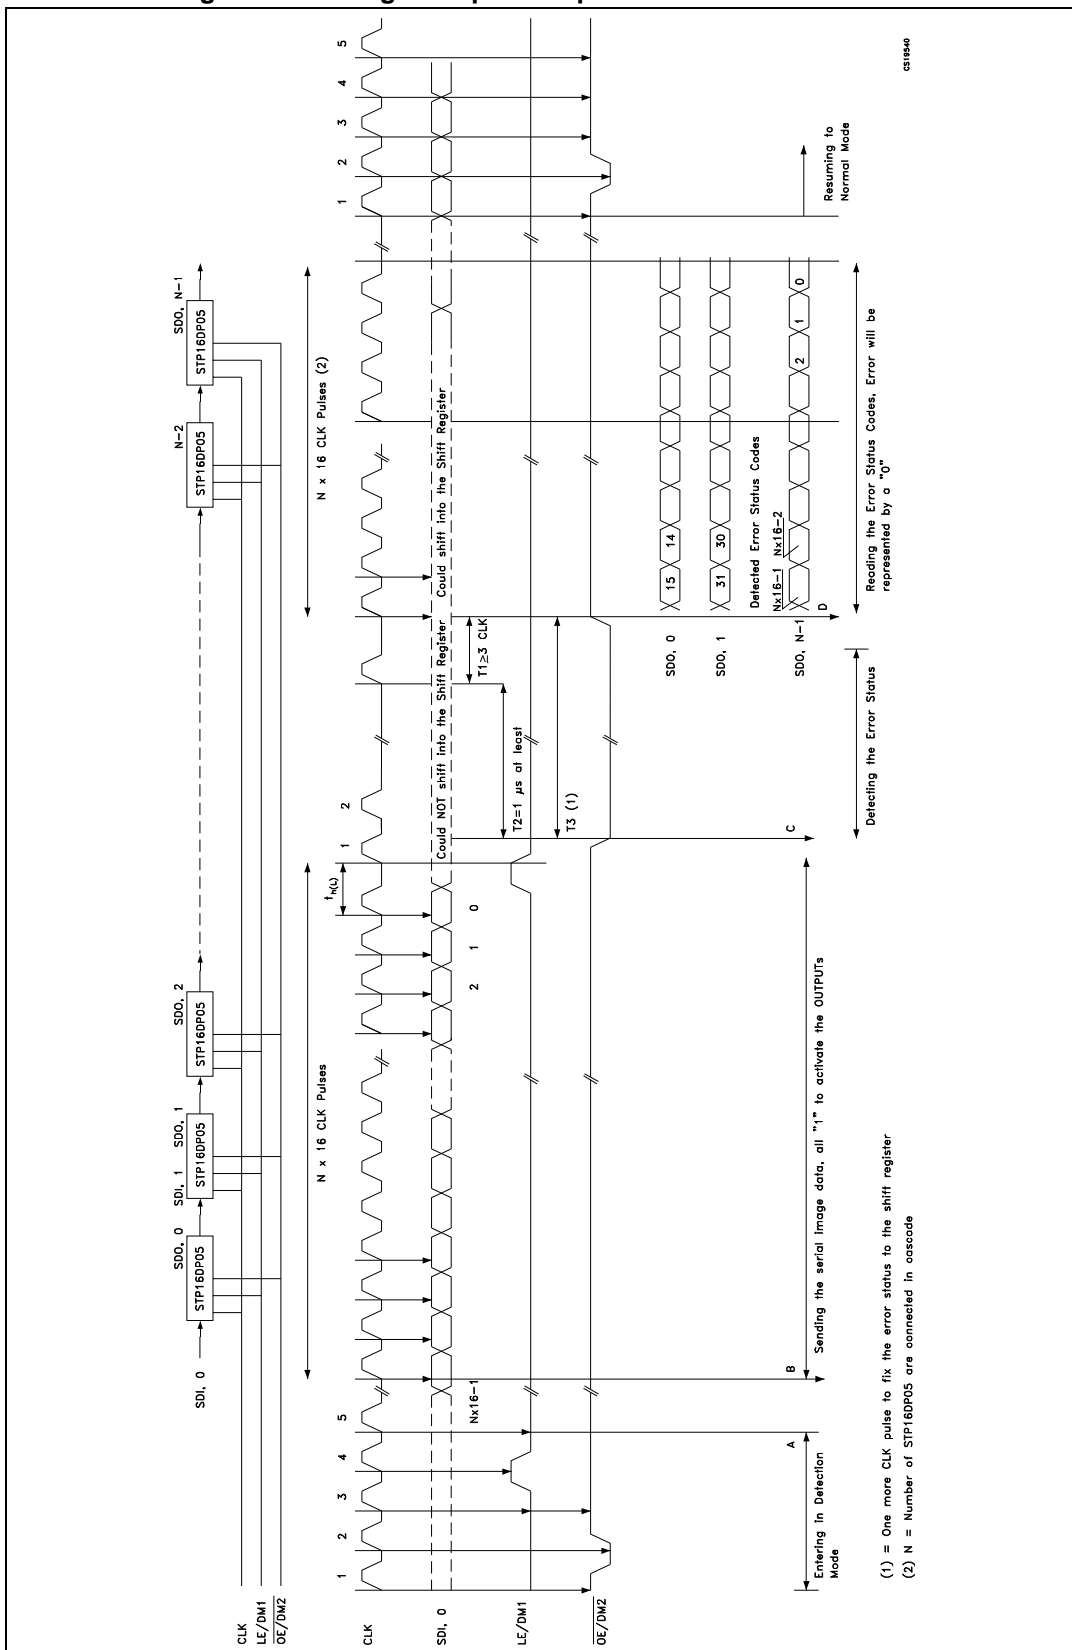 SDI, 0
STP16DP05
SDO, 0
SDI, 1
STP16DP05
SDO, 1
STP16DP05
SDO, 2
N-2
STP16DP05
STP16DP05
SDO, N-1
CLK
LE/DM1
OE/DM2
N x 16 CLK Pulses
N x 16 CLK Pulses (2)
CLK
1
2
3
4
5
th(L)
1
2
1
2
3
4
5
SDI, 0
Could NOT shift into the Shift Register
Could shift into the Shift Register
Nx16-1
2
1
0
T1≥3 CLK
LE/DM1
T2=1 µs at least
T3 (1)
OE/DM2
SDO, 0
15
14
SDO, 1
31
30
Detected Error Status Codes
Nx16-1
Nx16-2
SDO, N-1
2
1
0
A
B
C
D
Entering in Detection
Mode
Sending the serial image data, all "1" to activate the OUTPUTs
Detecting the Error Status
Reading the Error Status Codes, Error will be
represented by a "0"
Resuming to
Normal Mode
(1) = One more CLK pulse to fix the error status to the shift register
(2) N = Number of STP16DP05 are connected in cascade
CS19540